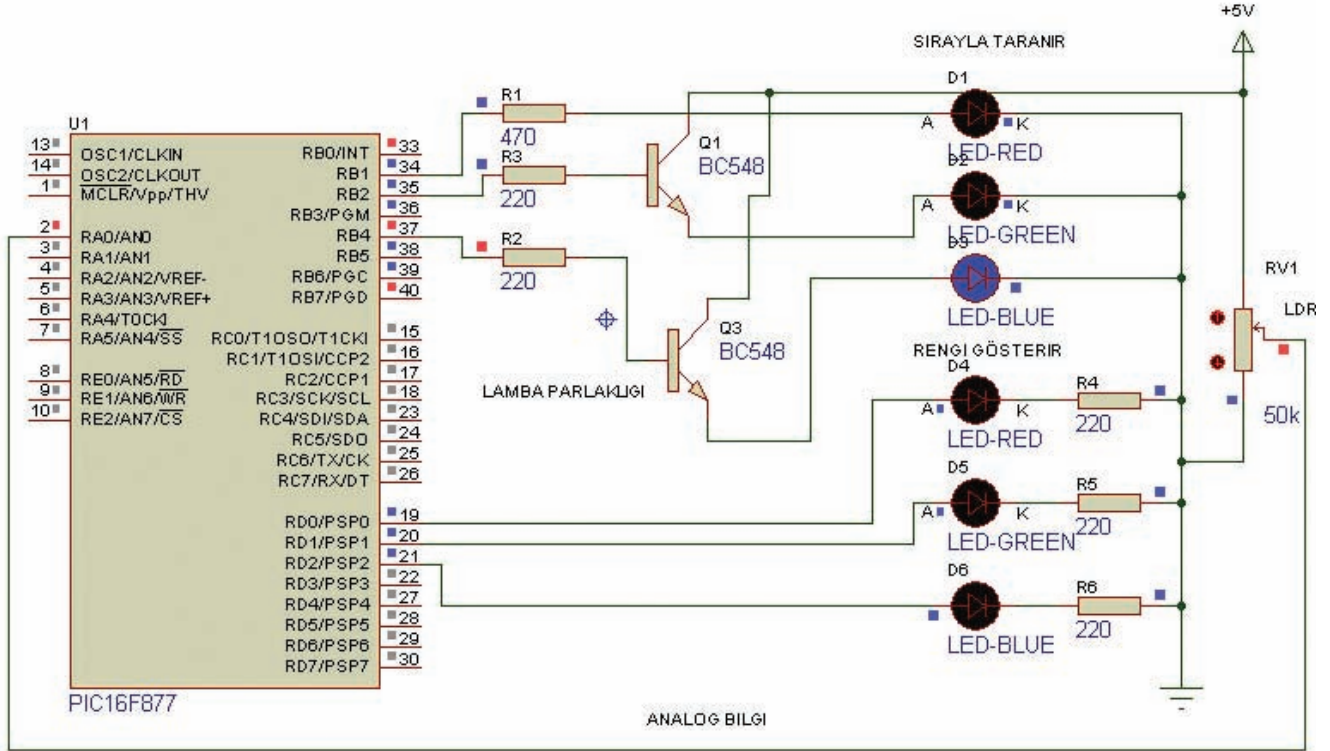 +5V
SIRAYLA TARANIR
U1
13 OSC1/CLKIN
14 OSC2/CLKOUT
1 MCLR/Vpp/THV
2 RA0/AN0
3 RA1/AN1
4 RA2/AN2/VREF-
5 RA3/AN3/VREF+
6 RA4/T0CKI
7 RA5/AN4/SS
8 RE0/AN5/RD
9 RE1/AN6/WR
10 RE2/AN7/CS
RB0/INT 33
RB1 34
RB2 35
RB3/PGM 36
RB4 37
RB5 38
RB6/PGC 39
RB7/PGD 40
RC0/T1OSO/T1CKI 15
RC1/T1OSI/CCP2 16
RC2/CCP1 17
RC3/SCK/SCL 18
RC4/SDI/SDA 23
RC5/SDO 24
RC6/TX/CK 25
RC7/RX/DT 26
RD0/PSP0 19
RD1/PSP1 20
RD2/PSP2 21
RD3/PSP3 22
RD4/PSP4 27
RD5/PSP5 28
RD6/PSP6 29
RD7/PSP7 30
PIC16F877
R1
470
R3
220
R2
220
Q1
BC548
Q3
BC548
LAMBA PARLAKLIGI
D1
A K
LED-RED
D2
A K
LED-GREEN
D3
LED-BLUE
RENGI GÖSTERIR
D4
A K
LED-RED
R4
220
D5
A K
LED-GREEN
R5
220
D6
LED-BLUE
R6
220
RV1
LDR
50k
ANALOG BILGI